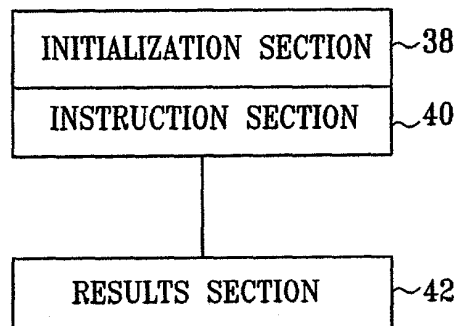 INITIALIZATION SECTION 38
INSTRUCTION SECTION 40
RESULTS SECTION 42